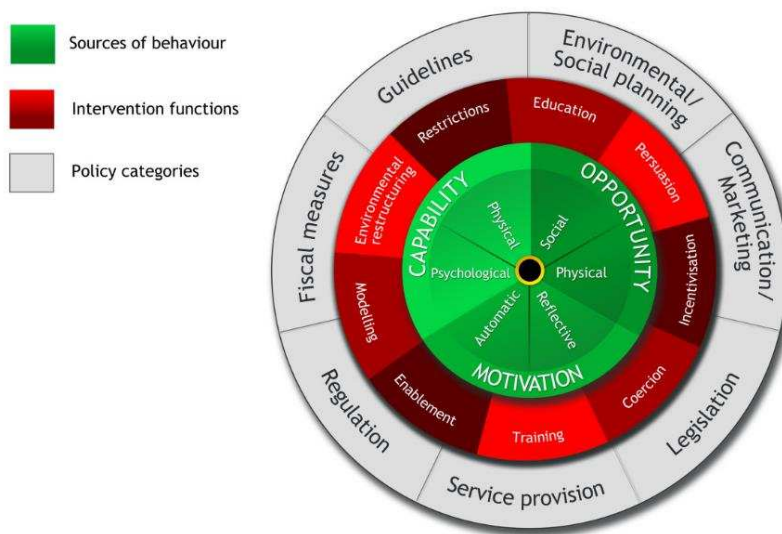 Sources of behaviour
Intervention functions
Policy categories
Guidelines
Environmental/
Social planning
Communication/
Marketing
Legislation
Service provision
Regulation
Fiscal measures
Restrictions
Education
Persuasion
Incentivisation
Coercion
Training
Enablement
Modelling
Environmental
restructuring
CAPABILITY
OPPORTUNITY
MOTIVATION
Physical
Social
Physical
Reflective
Automatic
Psychological